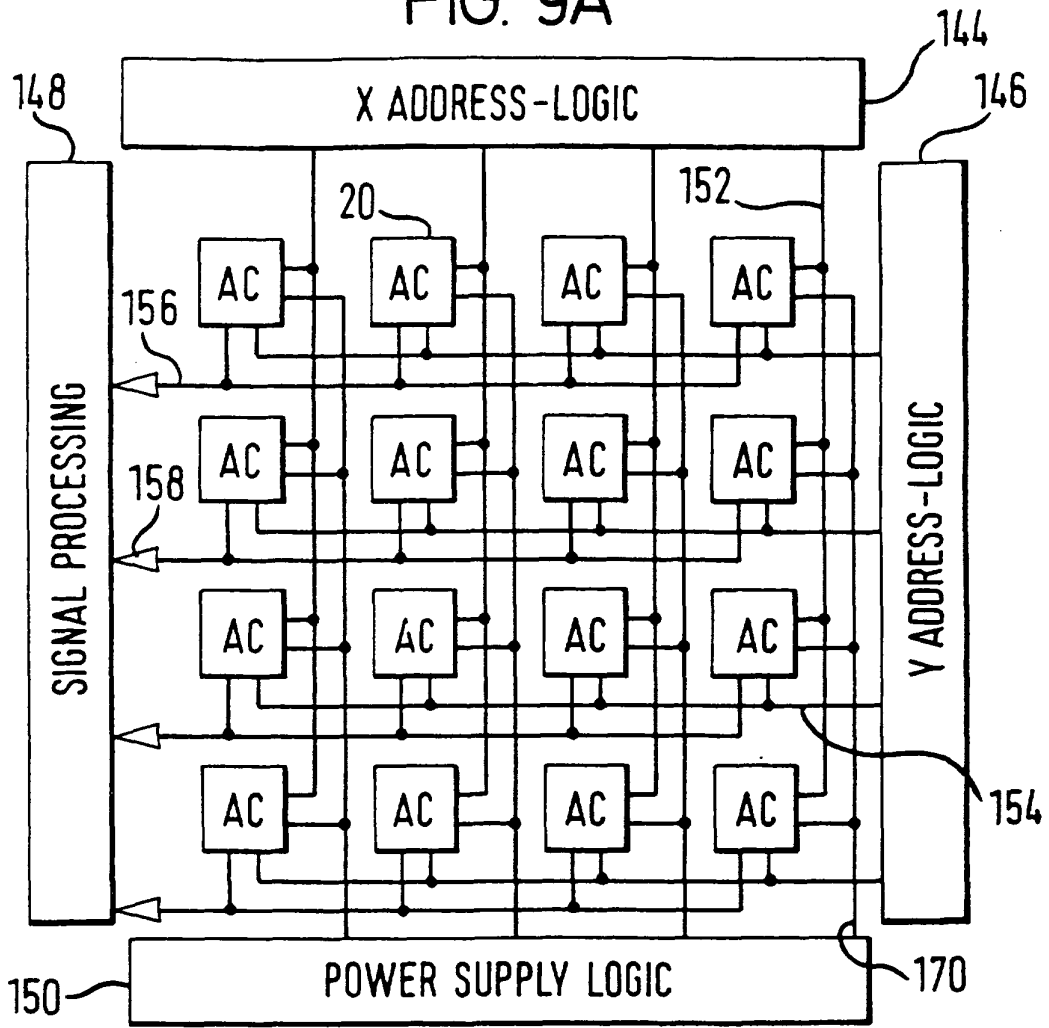 FIG. 9A
144
X ADDRESS-LOGIC
148
146
152
20
AC AC AC AC
156
SIGNAL PROCESSING
Y ADDRESS-LOGIC
AC AC AC AC
158
AC AC AC AC
154
AC AC AC AC
150
POWER SUPPLY LOGIC
170